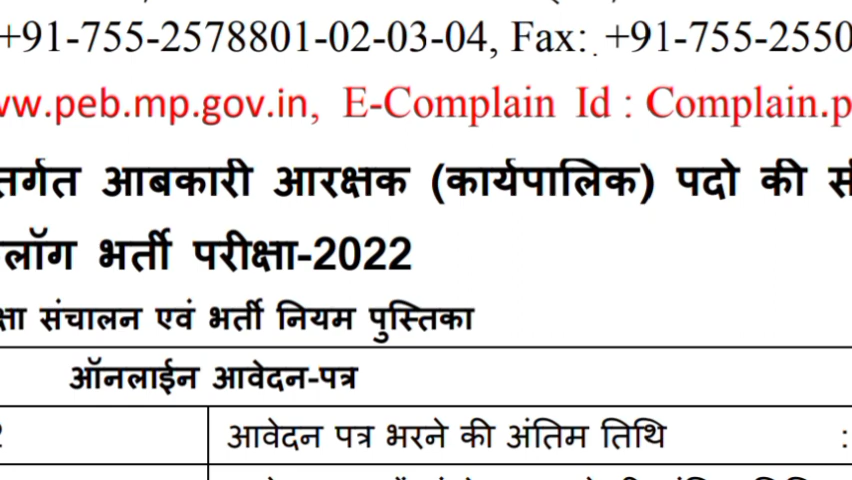 +91-755-2578801-02-03-04, Fax: +91-755-2550
ww.peb.mp.gov.in, E-Complain Id : Complain.p
तर्गत आबकारी आरक्षक (कार्यपालिक) पदो की
लॉग भर्ती परीक्षा-2022
संचालन एवं भर्ती नियम पुस्तिका
ऑनलाईन आवेदन-पत्र
2 आवेदन पत्र भरने की अंतिम तिथि :